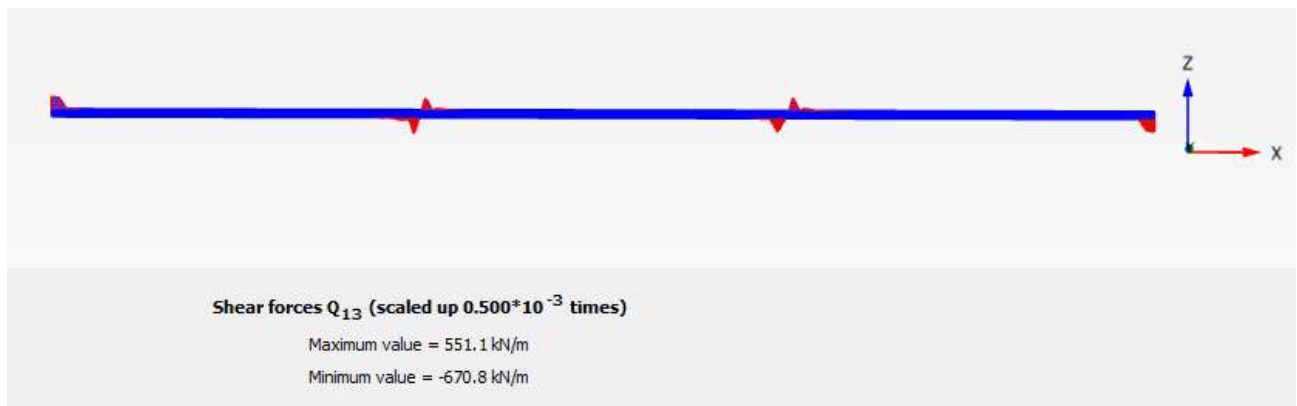 Z
X
Shear forces Q₁₃ (scaled up 0.500*10⁻³ times)
Maximum value = 551.1 kN/m
Minimum value = -670.8 kN/m